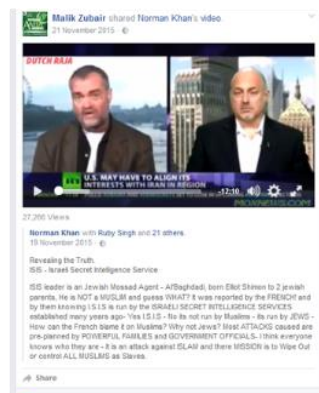 Malik Zubair shared Norman Khan's video.
21 November 2015
DUTCH RAJA
U.S. MAY HAVE TO ALIGN ITS
INTERESTS WITH IRAN IN REGION
-17:10
MOXNEWS.COM
27,266 Views
Norman Khan with Ruby Singh and 21 others.
19 November 2015
Revealing the Truth.
ISIS - Israeli Secret Intelligence Service
ISIS leader is an Jewish Mossad Agent - Al'Baghdadi, born Elliot Shimon to 2 jewish
parents, He is NOT a MUSLIM and guess WHAT? It was reported by the FRENCH and
by them knowing I.S.I.S is run by the ISRAELI SECRET INTELLIGENCE SERVICES
established many years ago- Yes I.S.I.S - No its not run by Muslims - its run by JEWS -
How can the French blame it on Muslims? Why not Jews? Most ATTACKS caused are
pre-planned by POWERFUL FAMILIES and GOVERNMENT OFFICIALS- I think everyone
knows who they are - it is an attack against ISLAM and there MISSION is to Wipe Out
or control ALL MUSLIMS as Slaves.
Share